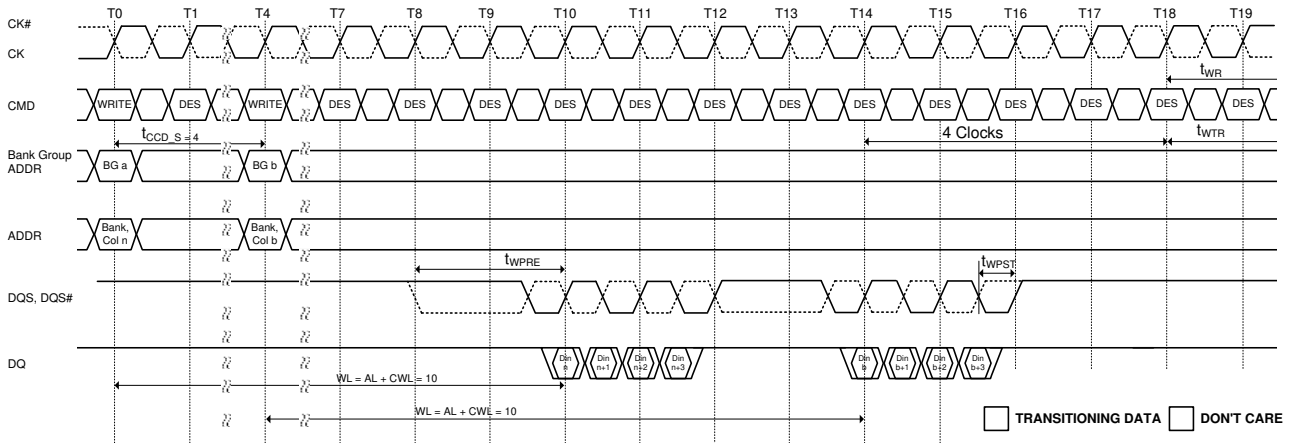 T0 T1 T4 T7 T8 T9 T10 T11 T12 T13 T14 T15 T16 T17 T18 T19
CK#
CK
tWR
CMD WRITE DES WRITE DES DES DES DES DES DES DES DES DES DES DES DES DES
tCCD_S = 4
4 Clocks
tWTR
Bank Group
ADDR
BG a BG b
ADDR
Bank,
Col n
Bank,
Col b
tWPRE
tWPST
DQS, DQS#
DQ
Din
n
Din
n+1
Din
n+2
Din
n+3
Din
b
Din
b+1
Din
b+2
Din
b+3
WL = AL + CWL = 10
WL = AL + CWL = 10
TRANSITIONING DATA DON'T CARE